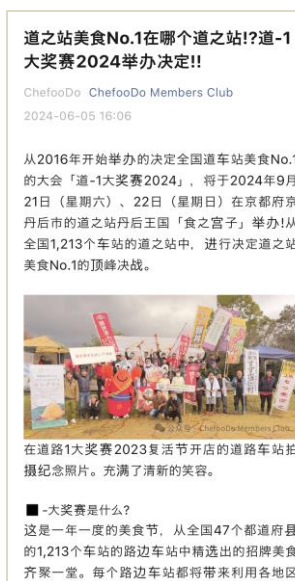 道之站美食No.1在哪个道之站!?道-1
大奖赛2024举办决定!!
ChefooDo ChefooDo Members Club
2024-06-05 16:06
从2016年开始举办的决定全国道车站美食No.1
的大会「道-1大奖赛2024」，将于2024年9月
21日（星期六）、22日（星期日）在京都府京
丹后市的道之站丹后王国「食之宫子」举办!从
全国1,213个车站的道之站中，进行决定道之站
美食No.1的顶峰决战。
公众号 · ChefooDo Members Club
在道路1大奖赛2023复活节开店的道路车站拍
摄纪念照片。充满了清新的笑容。
■ -大奖赛是什么?
这是一年一度的美食节，从全国47个都道府县
的1,213个车站的路边车站中精选出的招牌美食
齐聚一堂。每个路边车站都将带来利用各地区